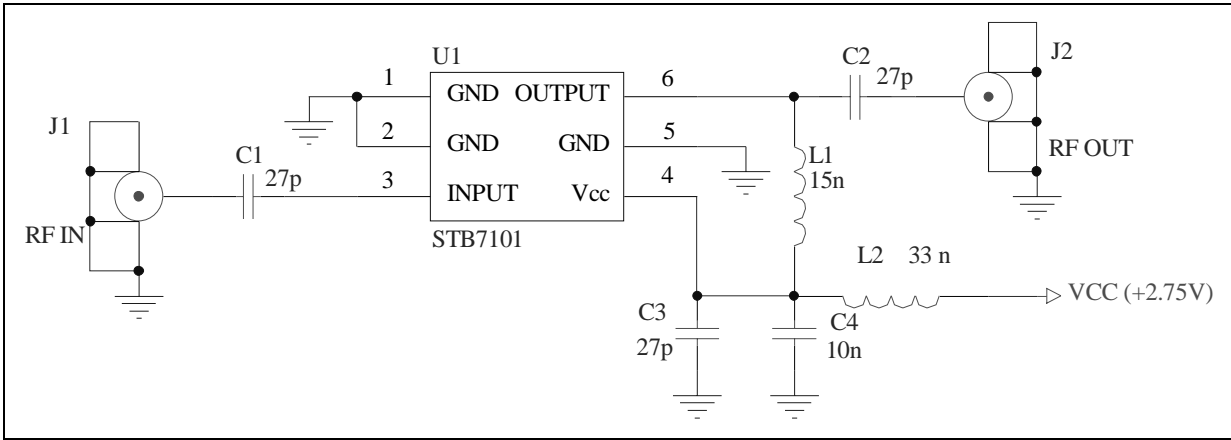 U1
1
GND
OUTPUT
6
2
GND
GND
5
3
INPUT
Vcc
4
STB7101
J1
RF IN
C1
27p
C2
27p
J2
RF OUT
L1
15n
L2 33 n
VCC (+2.75V)
C3
27p
C4
10n